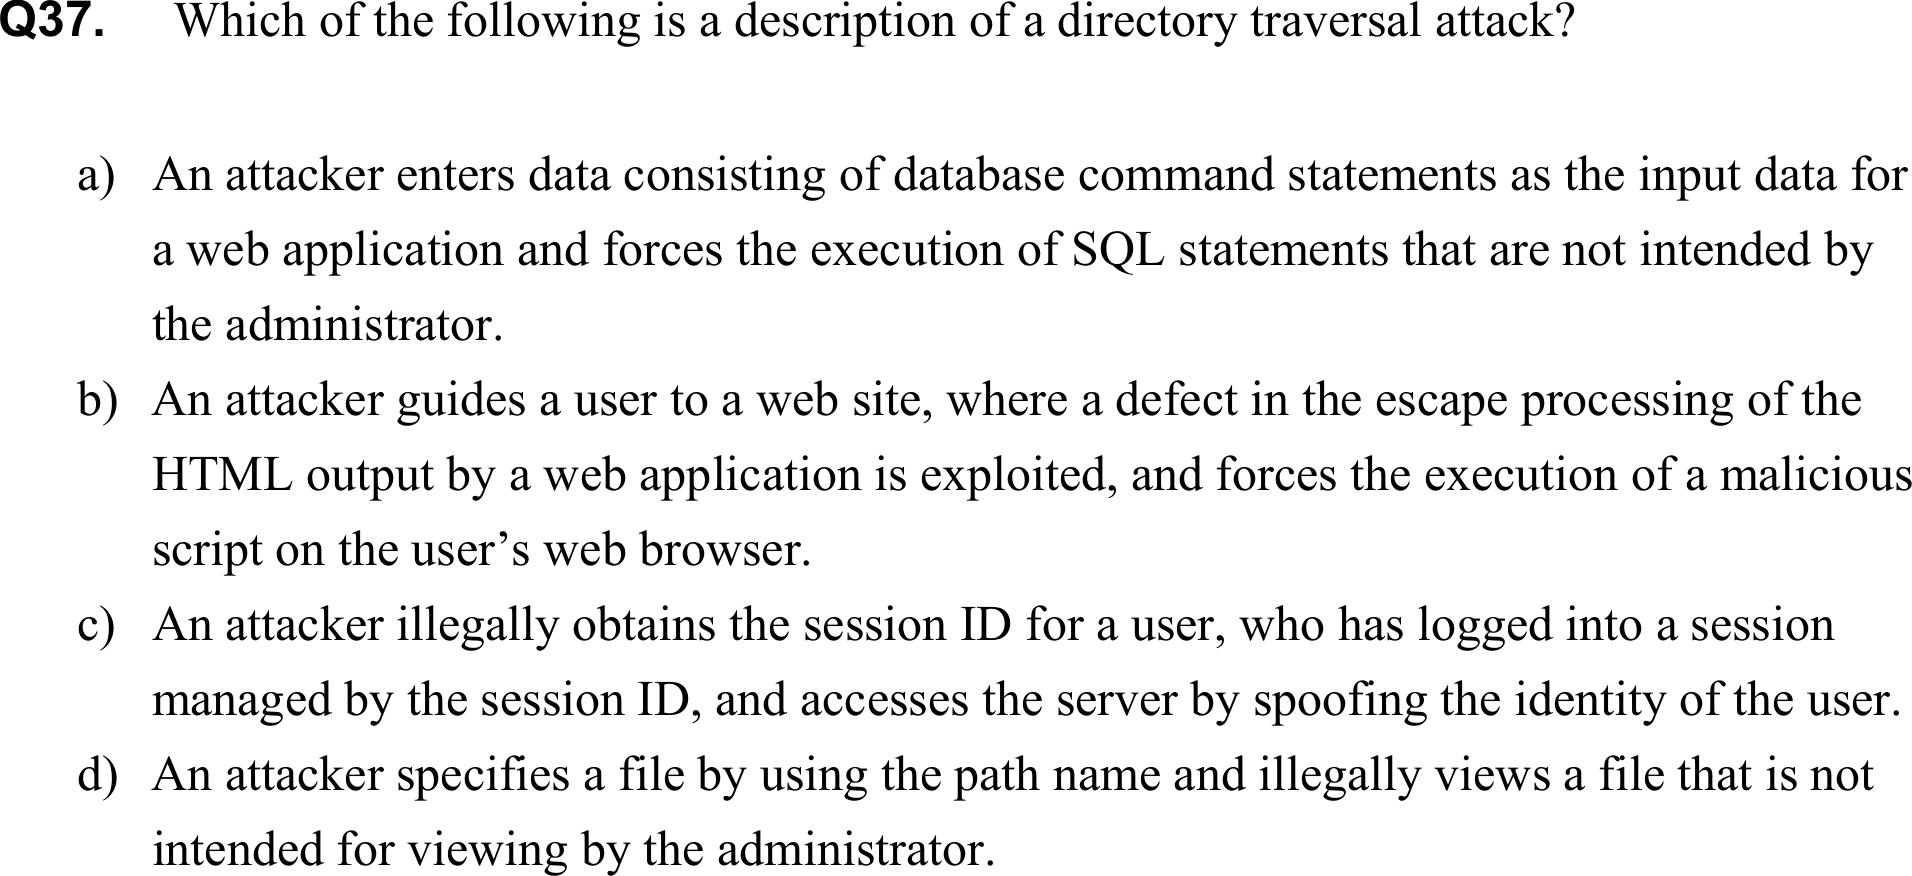 Q37. Which of the following is a description of a directory traversal attack?
a) An attacker enters data consisting of database command statements as the input data for
a web application and forces the execution of SQL statements that are not intended by
the administrator.
b) An attacker guides a user to a web site, where a defect in the escape processing of the
HTML output by a web application is exploited, and forces the execution of a malicious
script on the user’s web browser.
c) An attacker illegally obtains the session ID for a user, who has logged into a session
managed by the session ID, and accesses the server by spoofing the identity of the user.
d) An attacker specifies a file by using the path name and illegally views a file that is not
intended for viewing by the administrator.